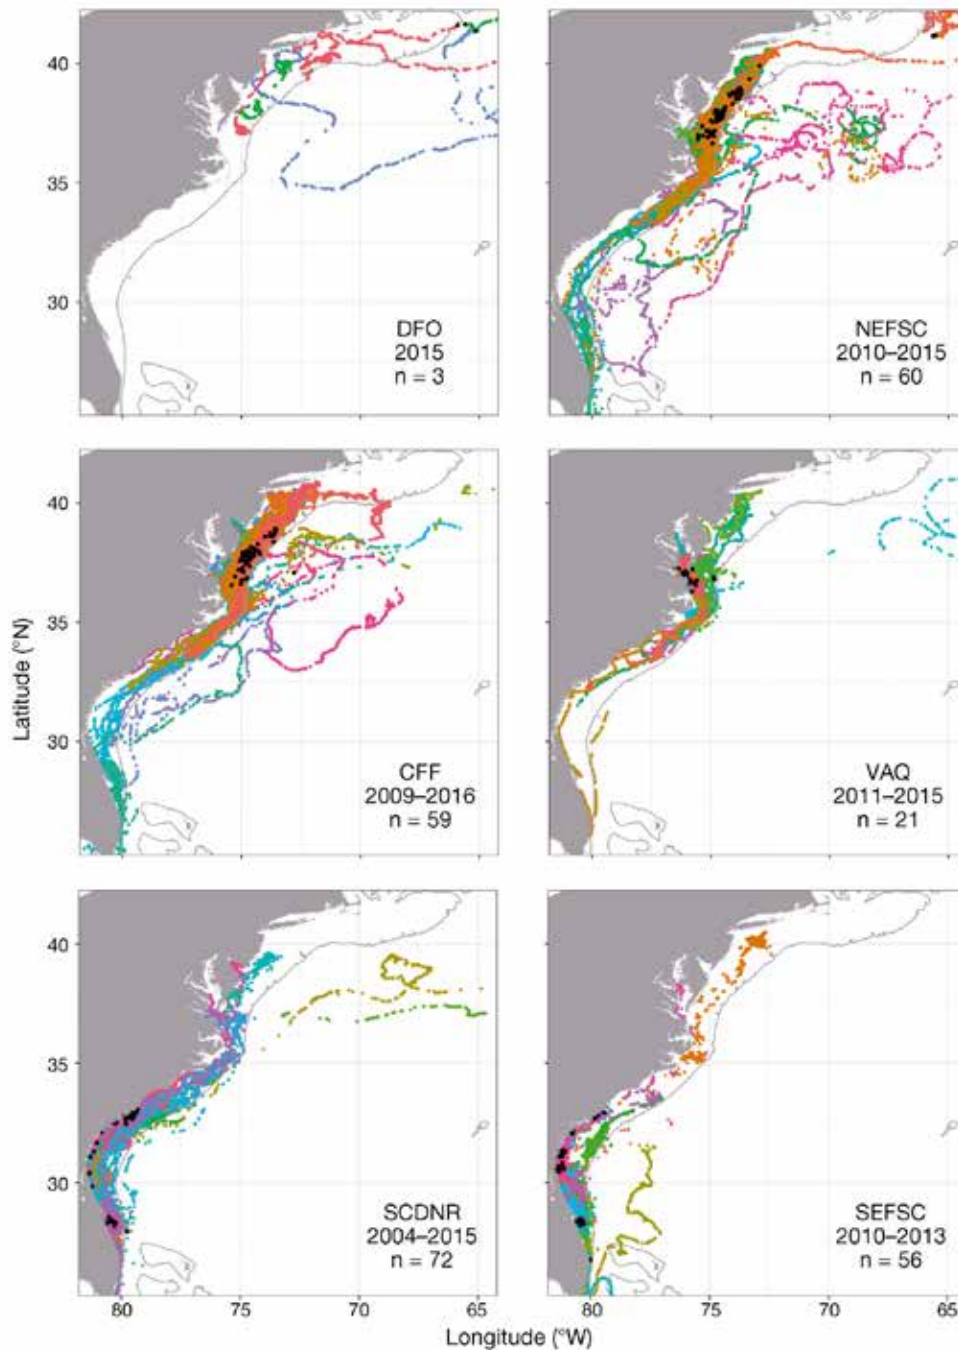 40
35
30
DFO
2015
n = 3
NEFSC
2010–2015
n = 60
Latitude (°N)
40
35
30
CFF
2009–2016
n = 59
VAQ
2011–2015
n = 21
40
35
30
SCDNR
2004–2015
n = 72
SEFSC
2010–2013
n = 56
80 75 70 65 80 75 70 65
Longitude (°W)